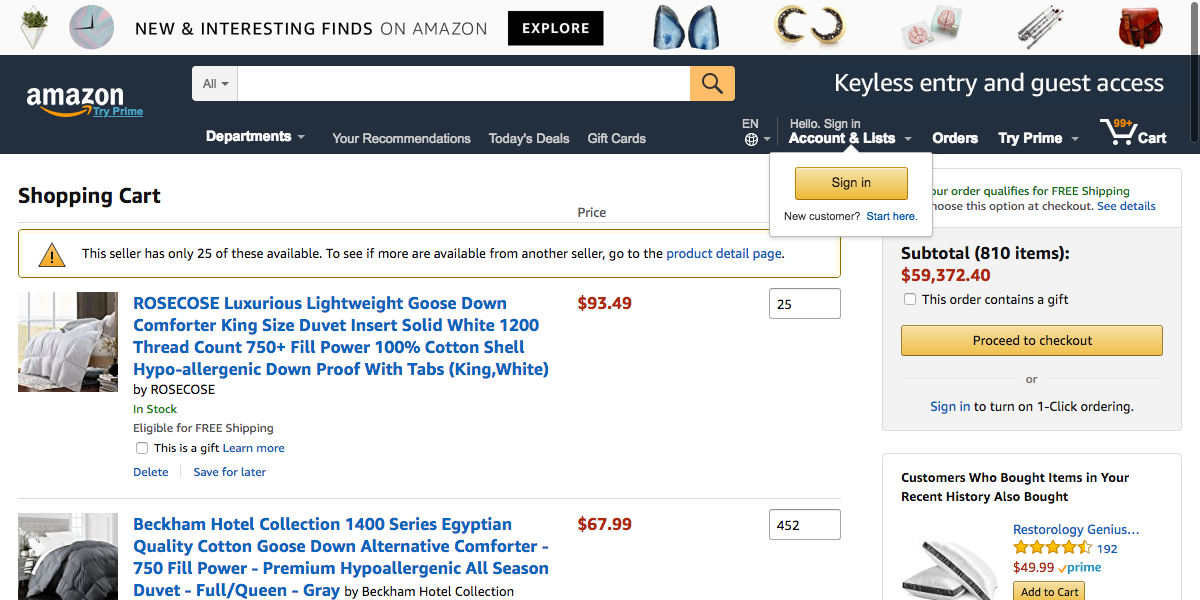 NEW & INTERESTING FINDS ON AMAZON EXPLORE
All
Keyless entry and guest access
amazon
Try Prime
Departments
Your Recommendations
Today's Deals
Gift Cards
EN
Hello. Sign in
Account & Lists
Orders
Try Prime
99+
Cart
Sign in
New customer? Start here.
Shopping Cart
Price
our order qualifies for FREE Shipping
hoose this option at checkout. See details
This seller has only 25 of these available. To see if more are available from another seller, go to the product detail page.
Subtotal (810 items):
$59,372.40
This order contains a gift
Proceed to checkout
or
Sign in to turn on 1-Click ordering.
ROSECOSE Luxurious Lightweight Goose Down
Comforter King Size Duvet Insert Solid White 1200
Thread Count 750+ Fill Power 100% Cotton Shell
Hypo-allergenic Down Proof With Tabs (King,White)
by ROSECOSE
$93.49
25
In Stock
Eligible for FREE Shipping
This is a gift Learn more
Delete
Save for later
Beckham Hotel Collection 1400 Series Egyptian
Quality Cotton Goose Down Alternative Comforter -
750 Fill Power - Premium Hypoallergenic All Season
Duvet - Full/Queen - Gray by Beckham Hotel Collection
$67.99
452
Customers Who Bought Items in Your
Recent History Also Bought
Restorology Genius...
192
$49.99 prime
Add to Cart